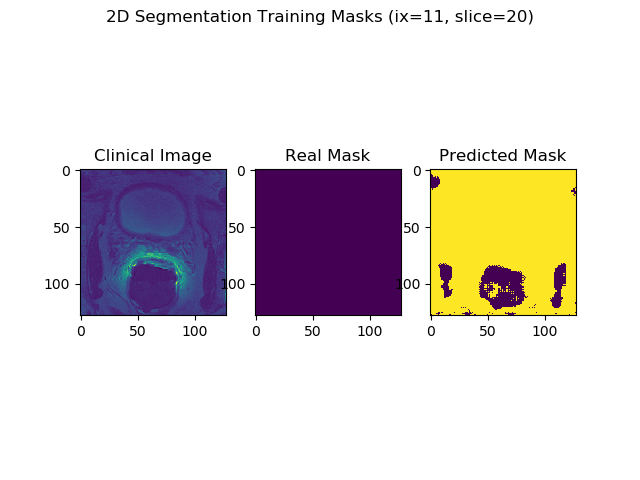 2D Segmentation Training Masks (ix=11, slice=20)
Clinical Image Real Mask Predicted Mask
0 0 0
50 50 50
100 100 100
0 50 100 0 50 100 0 50 100